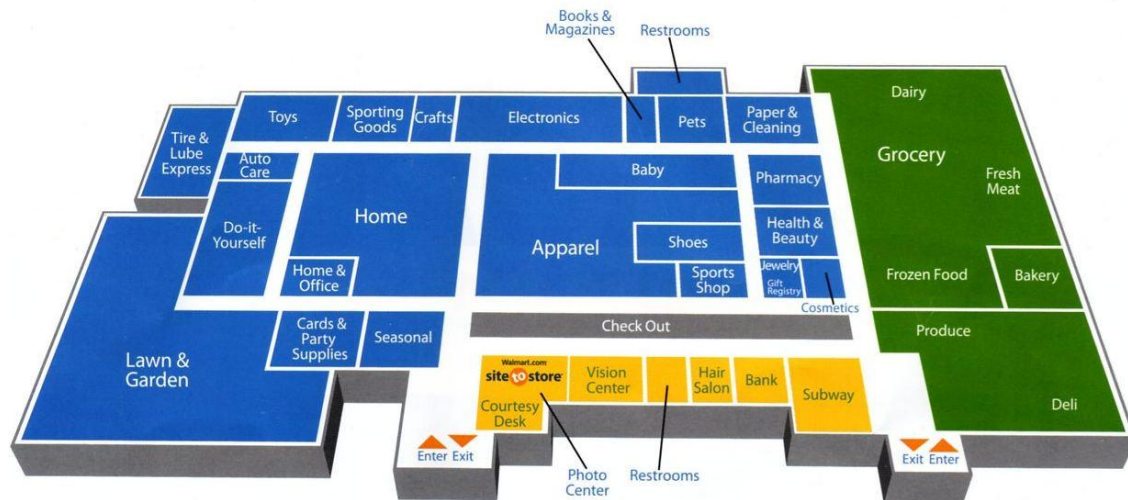 Books &
Magazines
Restrooms
Dairy
Toys
Sporting
Goods
Crafts
Electronics
Pets
Paper &
Cleaning
Tire &
Lube
Express
Grocery
Auto
Care
Baby
Pharmacy
Fresh
Meat
Home
Do-it-
Yourself
Apparel
Shoes
Health &
Beauty
Home &
Office
Sports
Shop
Jewelry
Gift
Registry
Cosmetics
Frozen Food
Bakery
Check Out
Produce
Cards &
Party
Supplies
Seasonal
Lawn &
Garden
Walmart.com
site to store
Courtesy
Desk
Vision
Center
Hair
Salon
Bank
Subway
Deli
Enter Exit
Photo
Center
Restrooms
Exit Enter